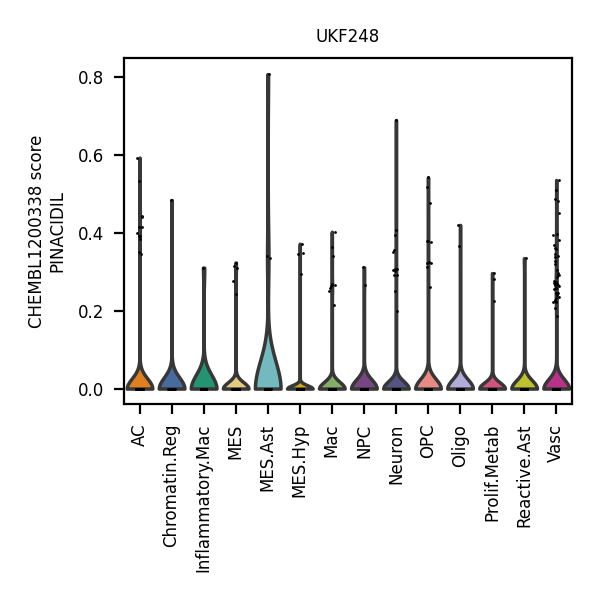 UKF248
CHEMBL1200338 score
PINACIDIL
0.8
0.6
0.4
0.2
0.0
AC
Chromatin.Reg
Inflammatory.Mac
MES
MES.Ast
MES.Hyp
Mac
NPC
Neuron
OPC
Oligo
Prolif.Metab
Reactive.Ast
Vasc